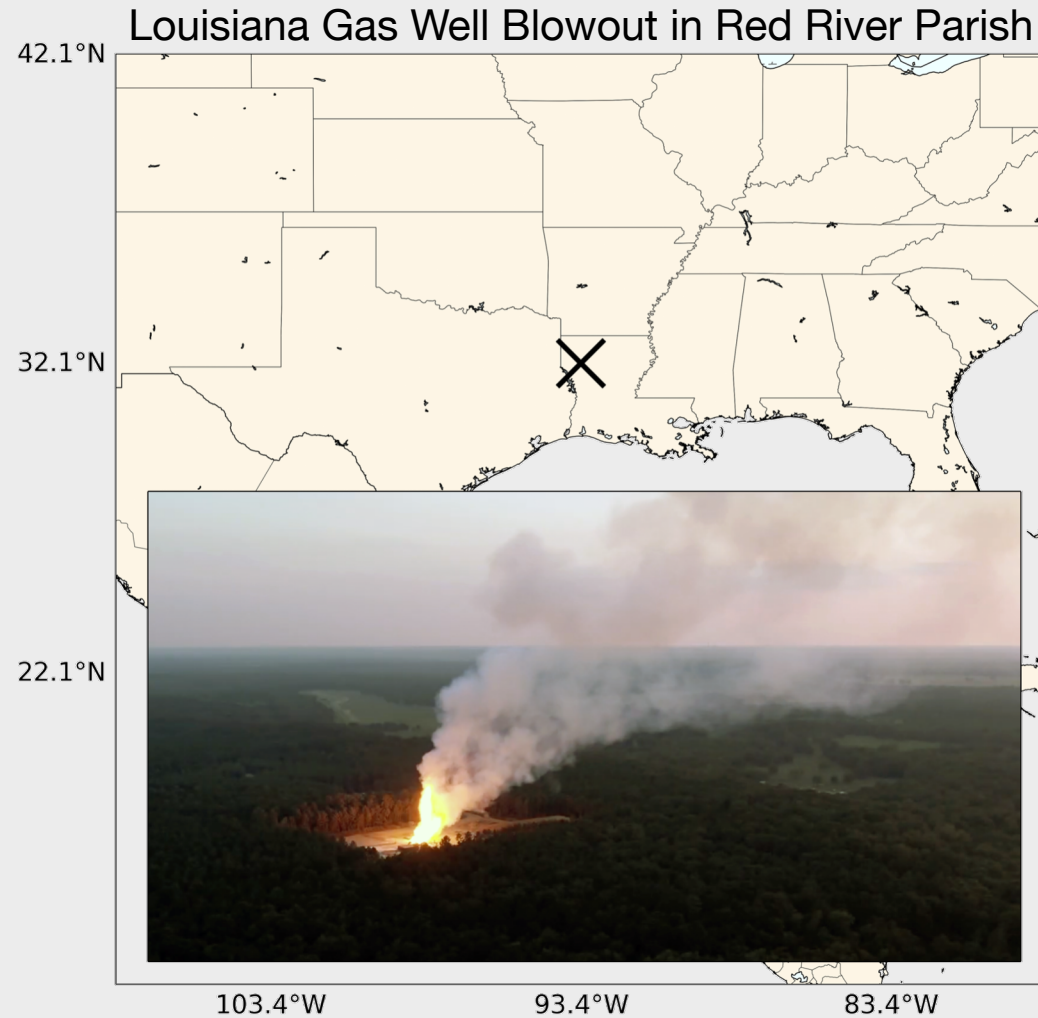 Louisiana Gas Well Blowout in Red River Parish
42.1°N
32.1°N
22.1°N
103.4°W
93.4°W
83.4°W